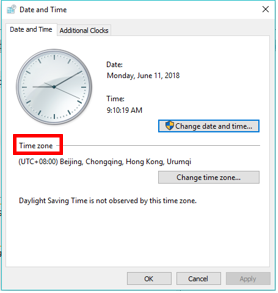 Date and Time
Date and Time
Additional Clocks
Date:
Monday, June 11, 2018
Time:
9:10:19 AM
Change date and time...
Time zone
(UTC+08:00) Beijing, Chongqing, Hong Kong, Urumqi
Change time zone...
Daylight Saving Time is not observed by this time zone.
OK
Cancel
Apply